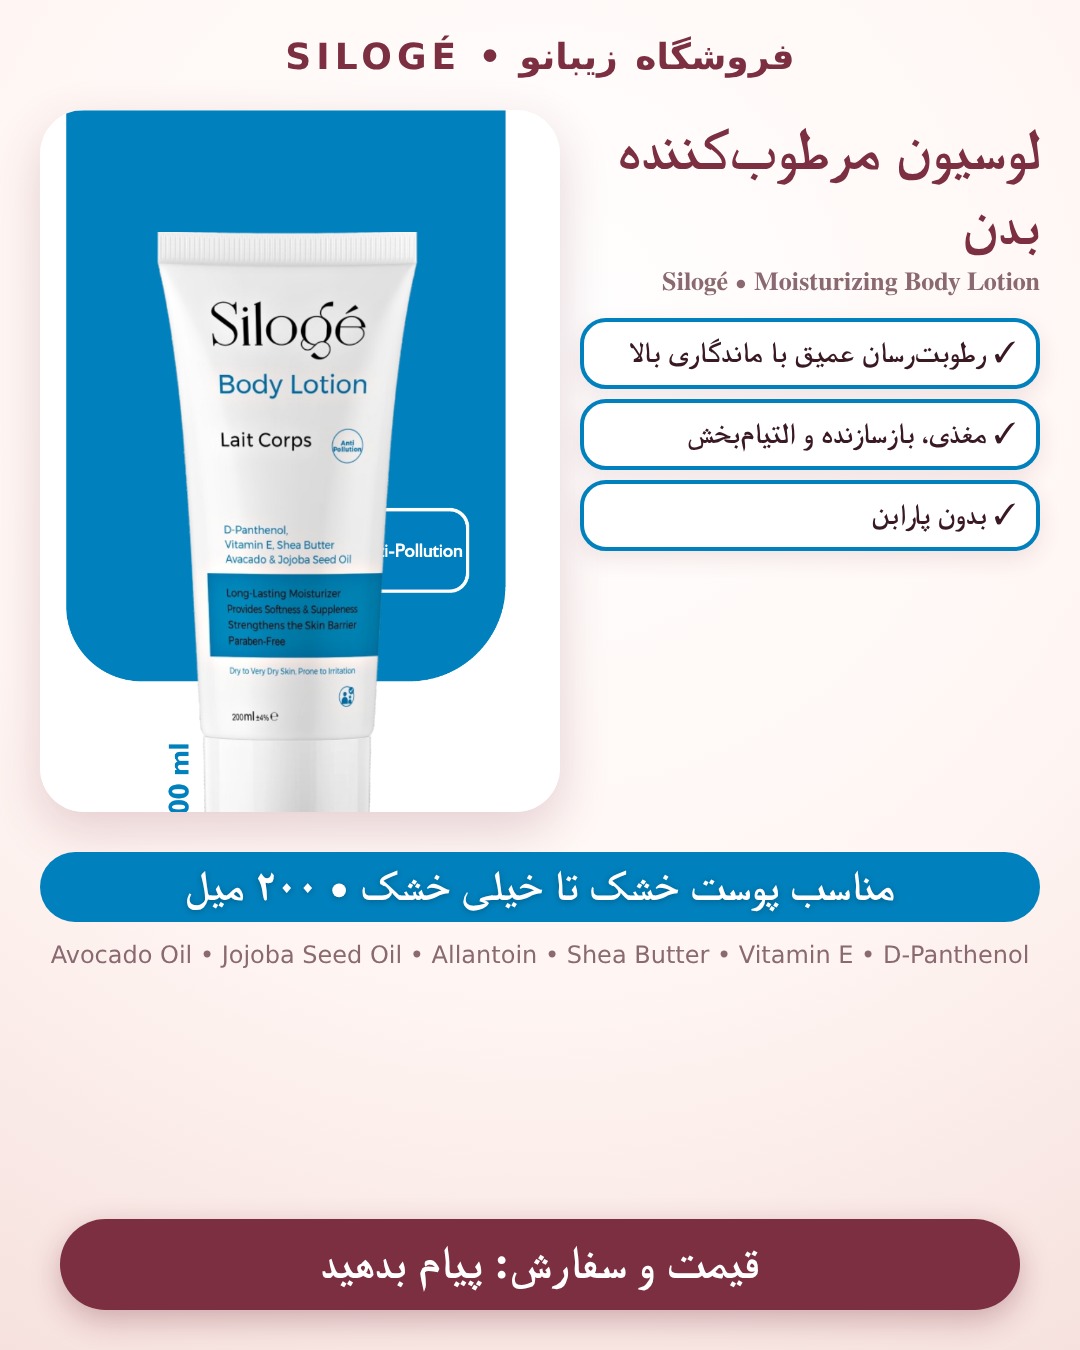 فروشگاه زیبانو • SILOGÉ
لوسیون مرطوب‌کننده
بدن
Silogé • Moisturizing Body Lotion
✓ رطوبت‌رسان عمیق با ماندگاری بالا
✓ مغذی، بازسازنده و التیام‌بخش
✓ بدون پارابن
Silogé
Body Lotion
Lait Corps
Anti
Pollution
D-Panthenol,
Vitamin E, Shea Butter
Avacado & Jojoba Seed Oil
i-Pollution
Long-Lasting Moisturizer
Provides Softness & Suppleness
Strengthens the Skin Barrier
Paraben-Free
Dry to Very Dry Skin, Prone to Irritation
200ml ±4% ℮
00 ml
مناسب پوست خشک تا خیلی خشک • ۲۰۰ میل
Avocado Oil • Jojoba Seed Oil • Allantoin • Shea Butter • Vitamin E • D-Panthenol
قیمت و سفارش: پیام بدهید